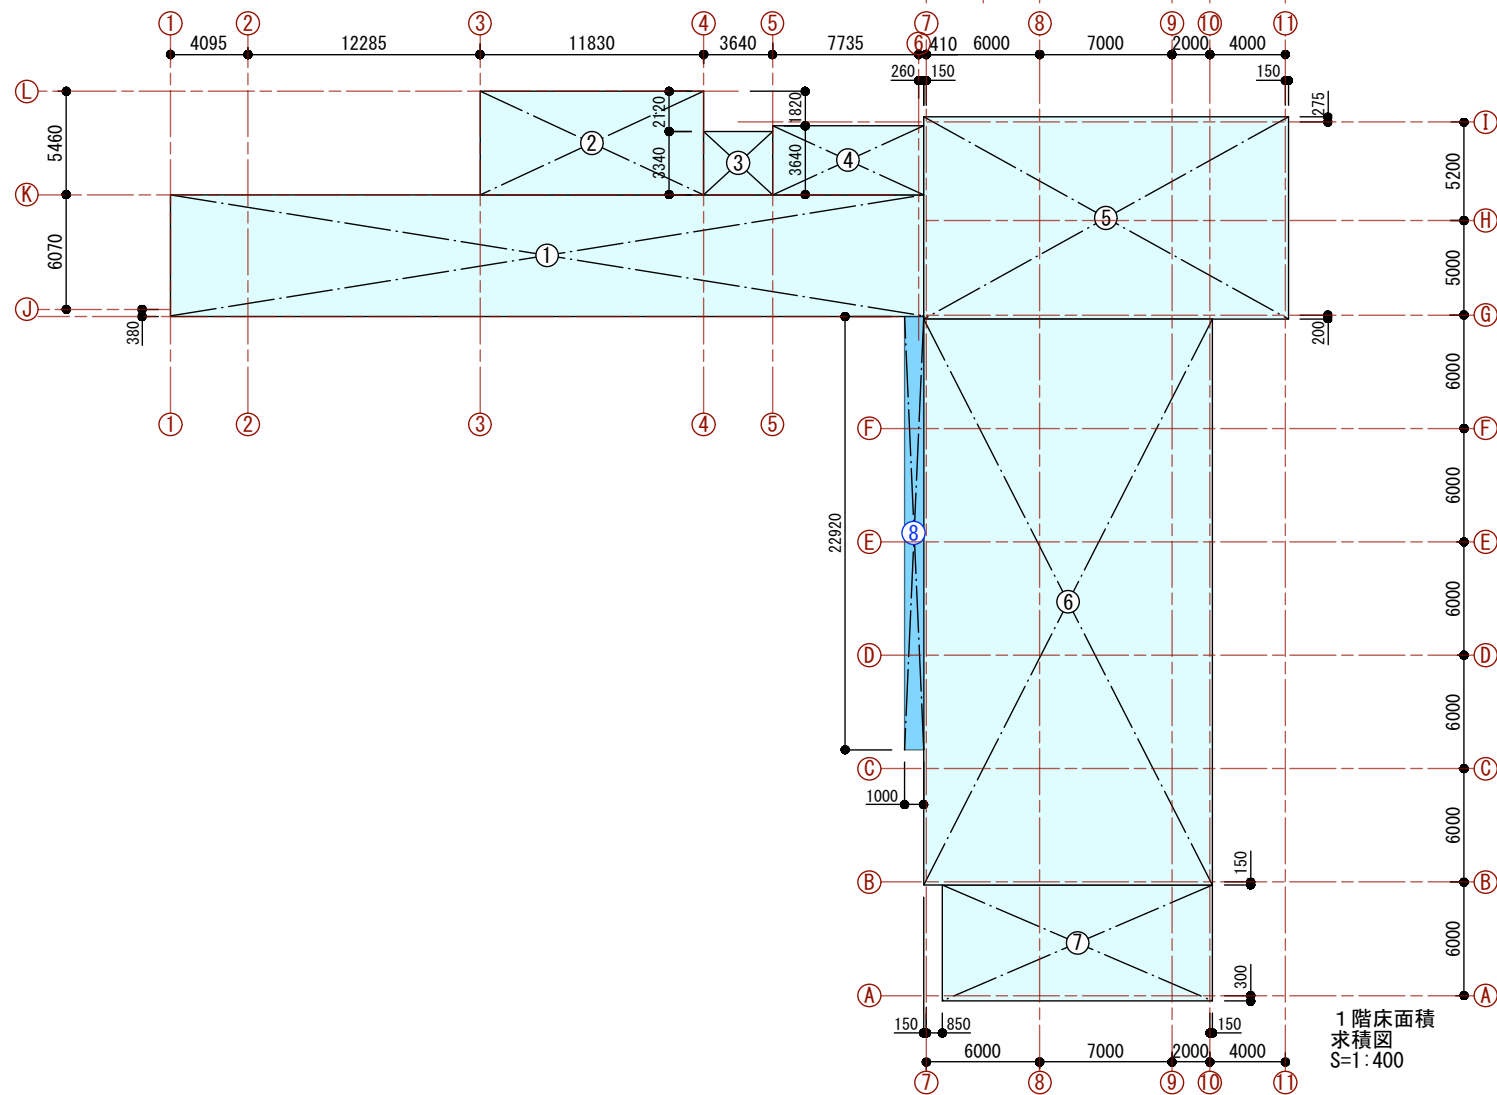 ① ② ③ ④ ⑤ ⑦ ⑧ ⑨ ⑩ ⑪
4095 12285 11830 3640 7735 ⑥ 410 6000 7000 2000 4000
260 150 150
Ⓛ 2120 1820 275
Ⓘ
5460 ② 3340 ③ 3640 ④ 5200
Ⓚ ⑤ Ⓗ
6070 ① 5000
Ⓙ Ⓖ
380 200
6000
① ② ③ ④ ⑤ Ⓕ Ⓕ
22920 ⑧ 6000
Ⓔ Ⓔ
⑥ 6000
Ⓓ Ⓓ
6000
Ⓒ Ⓒ
1000
6000
150
Ⓑ Ⓑ
⑦ 6000
300
Ⓐ Ⓐ
150 850 150
6000 7000 2000 4000
⑦ ⑧ ⑨ ⑩ ⑪
1階床面積
求積図
S=1:400